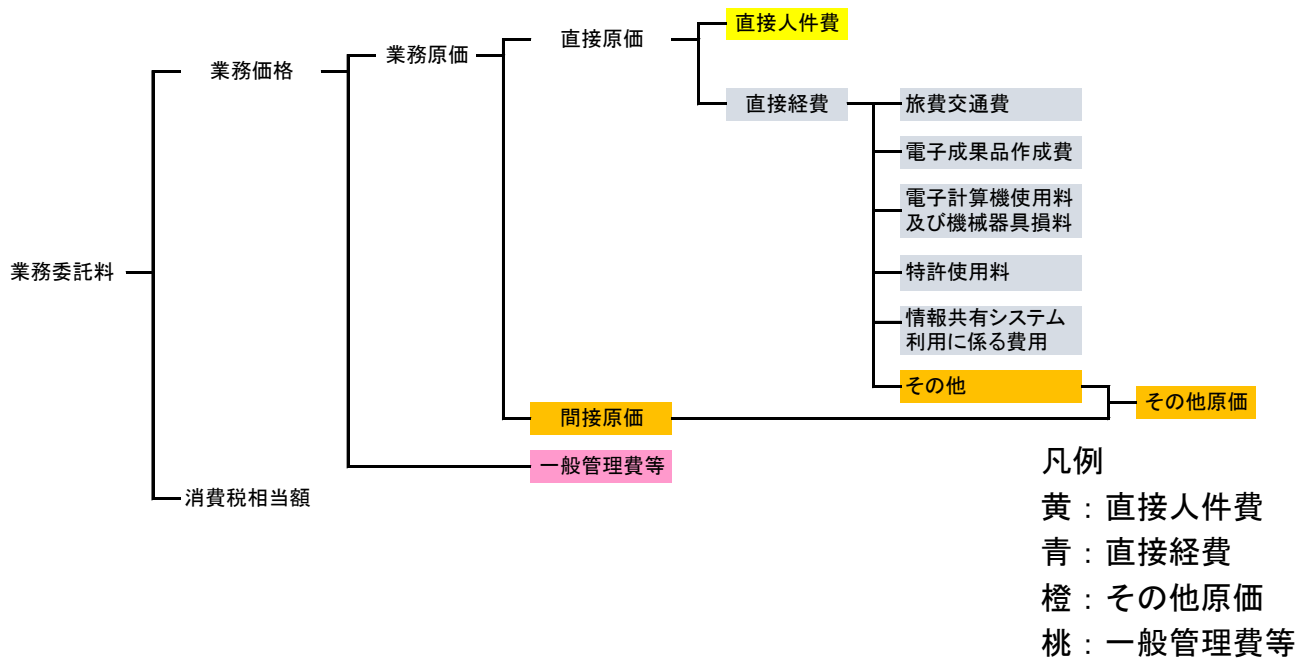 業務委託料
業務価格
消費税相当額
業務原価
一般管理費等
直接原価
間接原価
直接人件費
直接経費
旅費交通費
電子成果品作成費
電子計算機使用料
及び機械器具損料
特許使用料
情報共有システム
利用に係る費用
その他
その他原価
凡例
黄：直接人件費
青：直接経費
橙：その他原価
桃：一般管理費等